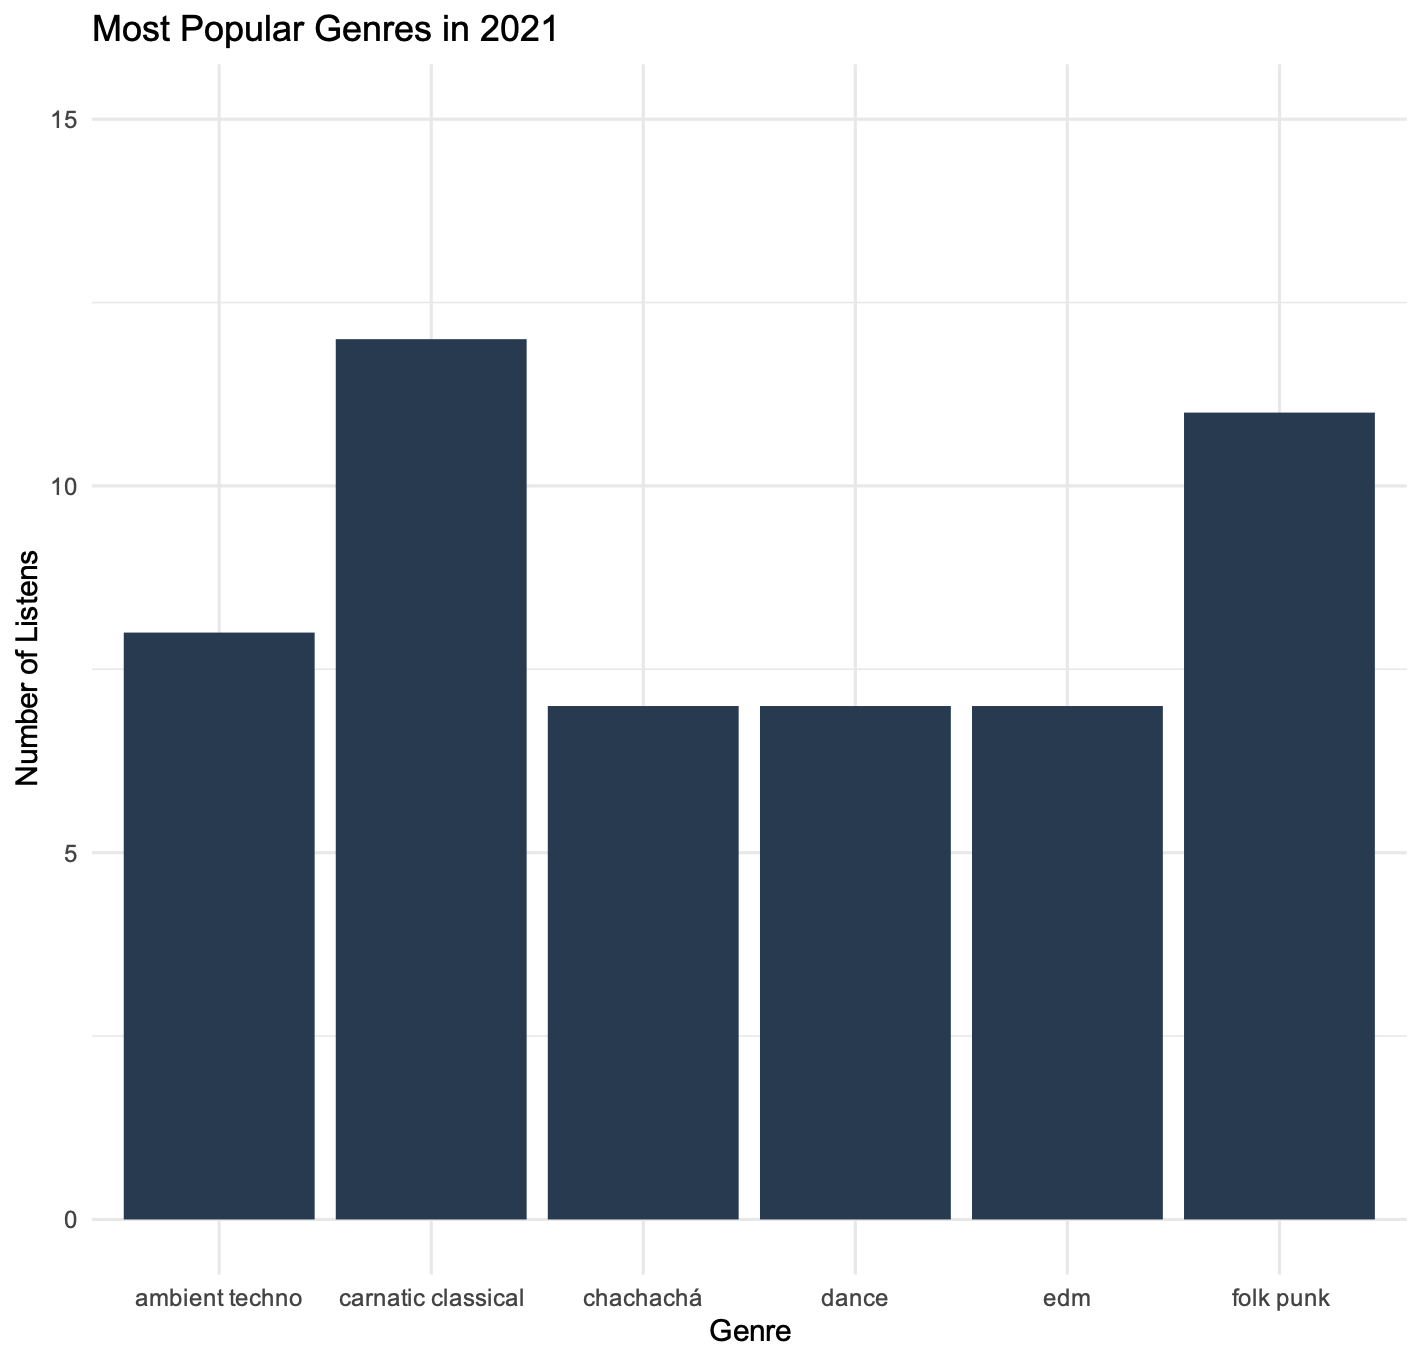 Most Popular Genres in 2021
15
10
5
0
Number of Listens
ambient techno
carnatic classical
chachachá
dance
edm
folk punk
Genre